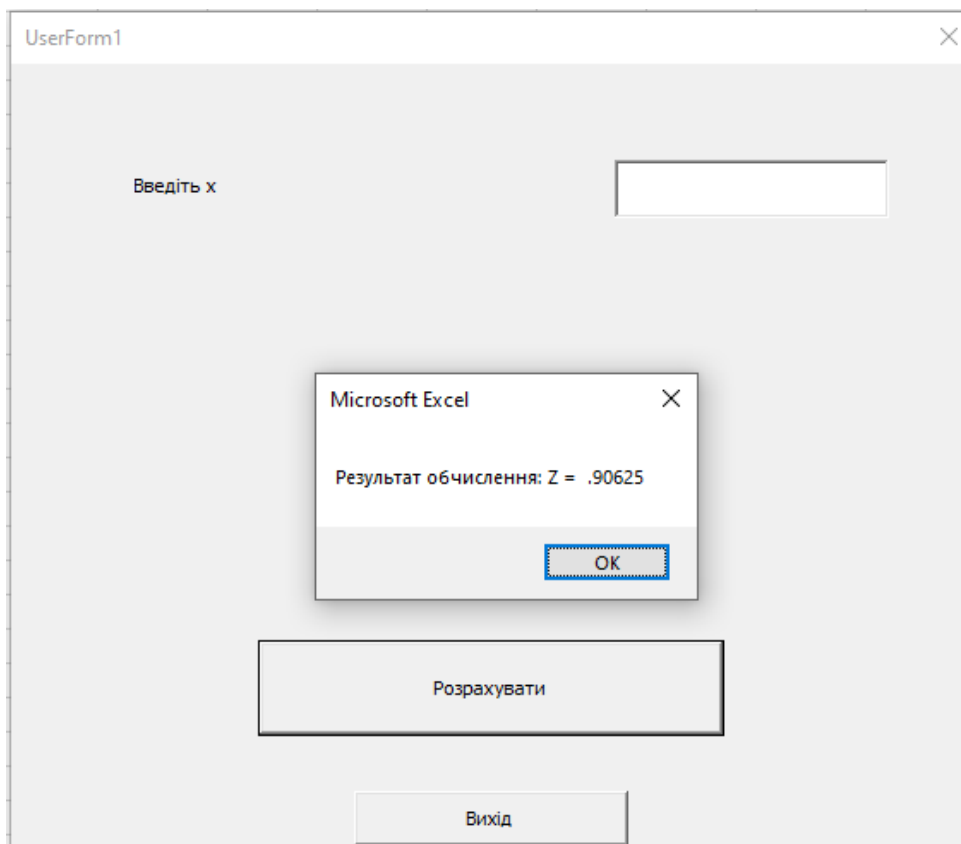 UserForm1
Введіть x
Microsoft Excel
Результат обчислення: Z =  .90625
OK
Розрахувати
Вихід